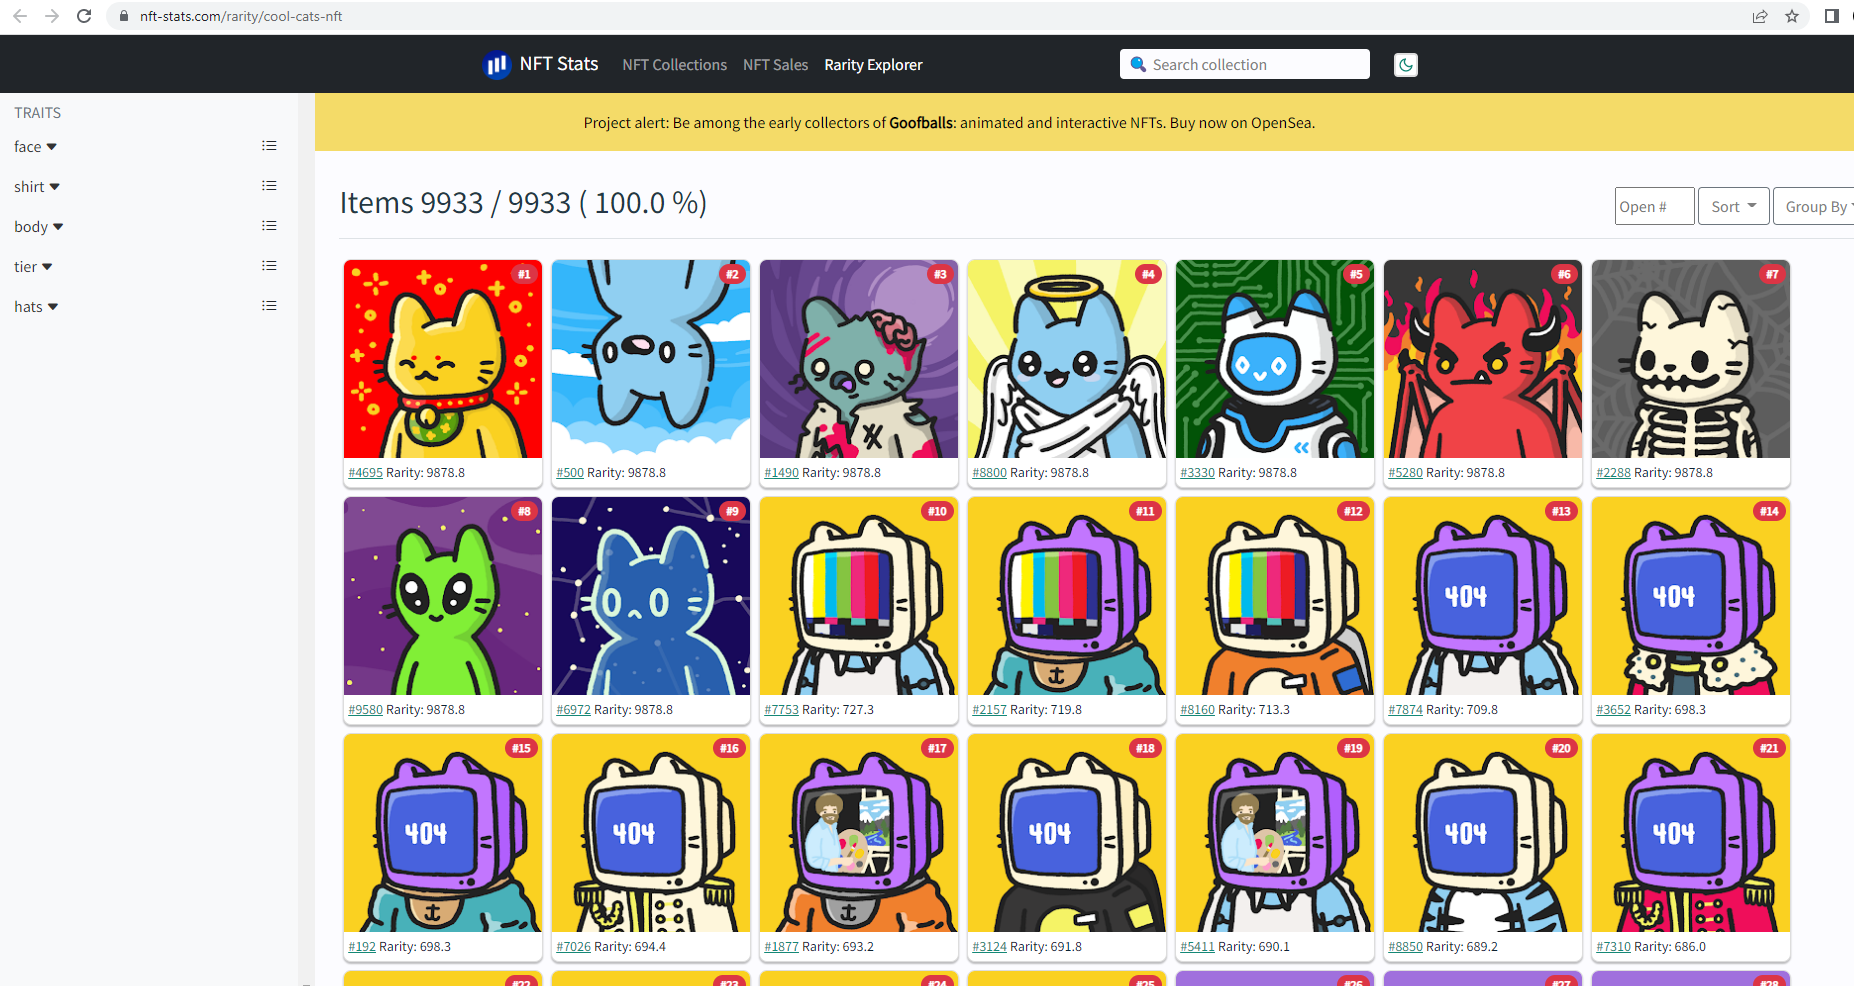 nft-stats.com/rarity/cool-cats-nft
NFT Stats NFT Collections NFT Sales Rarity Explorer Search collection
TRAITS
face
shirt
body
tier
hats
Project alert: Be among the early collectors of Goofballs: animated and interactive NFTs. Buy now on OpenSea.
Items 9933 / 9933 ( 100.0 %)
Open # Sort Group By
#1 #2 #3 #4 #5 #6 #7
#4695 Rarity: 9878.8 #500 Rarity: 9878.8 #1490 Rarity: 9878.8 #8800 Rarity: 9878.8 #3330 Rarity: 9878.8 #5280 Rarity: 9878.8 #2288 Rarity: 9878.8
#8 #9 #10 #11 #12 #13 #14
404 404
#9580 Rarity: 9878.8 #6972 Rarity: 9878.8 #7753 Rarity: 727.3 #2157 Rarity: 719.8 #8160 Rarity: 713.3 #7874 Rarity: 709.8 #3652 Rarity: 698.3
#15 #16 #17 #18 #19 #20 #21
404 404 404 404 404
#192 Rarity: 698.3 #7026 Rarity: 694.4 #1877 Rarity: 693.2 #3124 Rarity: 691.8 #5411 Rarity: 690.1 #8850 Rarity: 689.2 #7310 Rarity: 686.0
#22 #23 #24 #25 #26 #27 #28